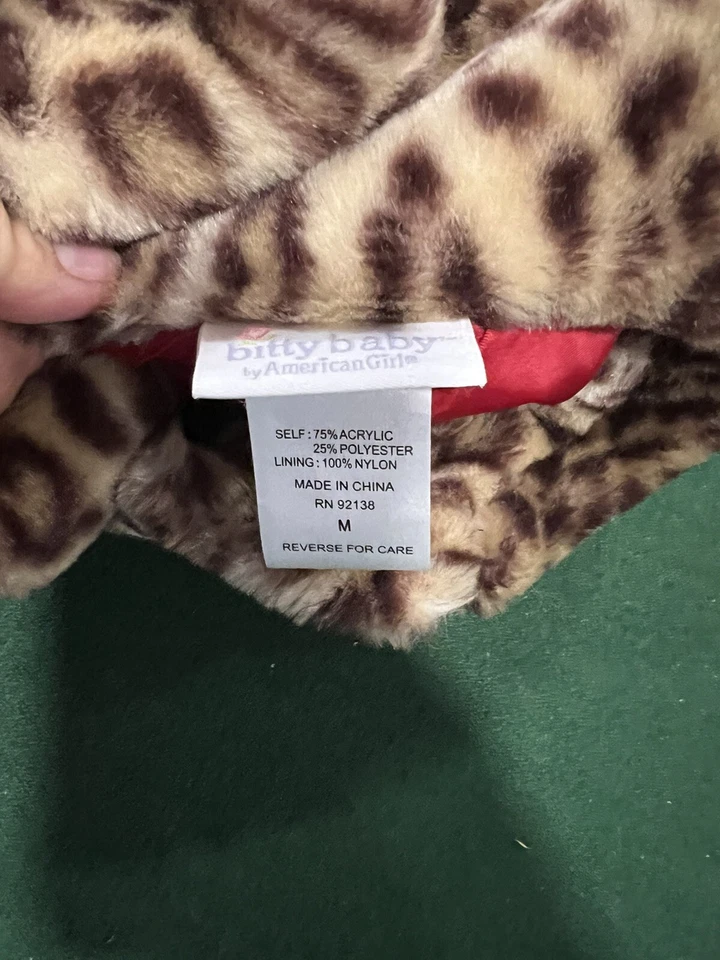 bitty baby™
by American Girl®
SELF: 75% ACRYLIC
25% POLYESTER
LINING: 100% NYLON
MADE IN CHINA
RN 92138
M
REVERSE FOR CARE